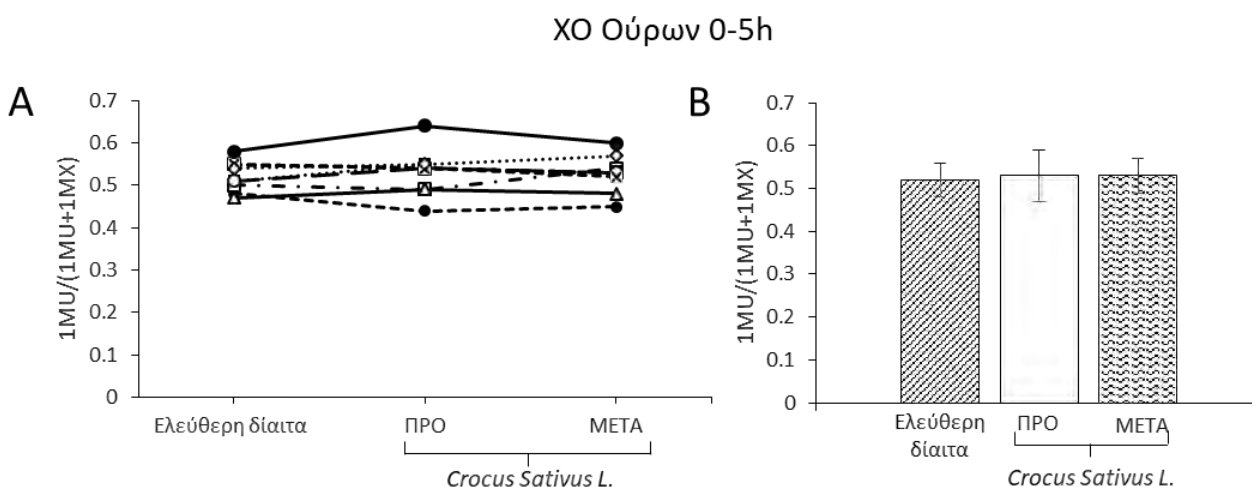 ΧΟ Ούρων 0-5h
A
1MU/(1MU+1MX)
0.7
0.6
0.5
0.4
0.3
0.2
0.1
0
Ελεύθερη δίαιτα
ΠΡΟ
ΜΕΤΑ
Crocus Sativus L.
B
1MU/(1MU+1MX)
0.7
0.6
0.5
0.4
0.3
0.2
0.1
0
Ελεύθερη
δίαιτα
ΠΡΟ
ΜΕΤΑ
Crocus Sativus L.